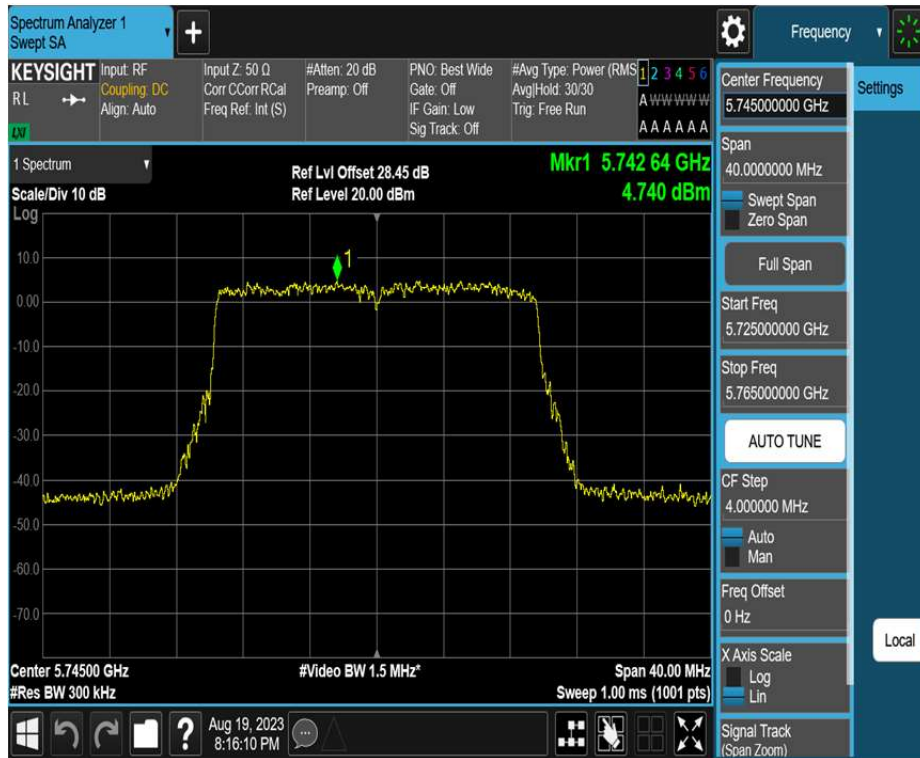 Spectrum Analyzer 1
Swept SA
+
Frequency
KEYSIGHT
RL
LXI
Input: RF
Coupling: DC
Align: Auto
Input Z: 50 Ω
Corr CCorr RCal
Freq Ref: Int (S)
#Atten: 20 dB
Preamp: Off
PNO: Best Wide
Gate: Off
IF Gain: Low
Sig Track: Off
#Avg Type: Power (RMS
Avg|Hold: 30/30
Trig: Free Run
1 2 3 4 5 6
A W W W W W
A A A A A A
1 Spectrum
Scale/Div 10 dB
Log
Ref Lvl Offset 28.45 dB
Ref Level 20.00 dBm
Mkr1 5.742 64 GHz
4.740 dBm
1
10.0
0.00
-10.0
-20.0
-30.0
-40.0
-50.0
-60.0
-70.0
Center 5.74500 GHz
#Res BW 300 kHz
#Video BW 1.5 MHz*
Span 40.00 MHz
Sweep 1.00 ms (1001 pts)
?
Aug 19, 2023
8:16:10 PM
Center Frequency
5.745000000 GHz
Settings
Span
40.0000000 MHz
Swept Span
Zero Span
Full Span
Start Freq
5.725000000 GHz
Stop Freq
5.765000000 GHz
AUTO TUNE
CF Step
4.000000 MHz
Auto
Man
Freq Offset
0 Hz
Local
X Axis Scale
Log
Lin
Signal Track
(Span Zoom)